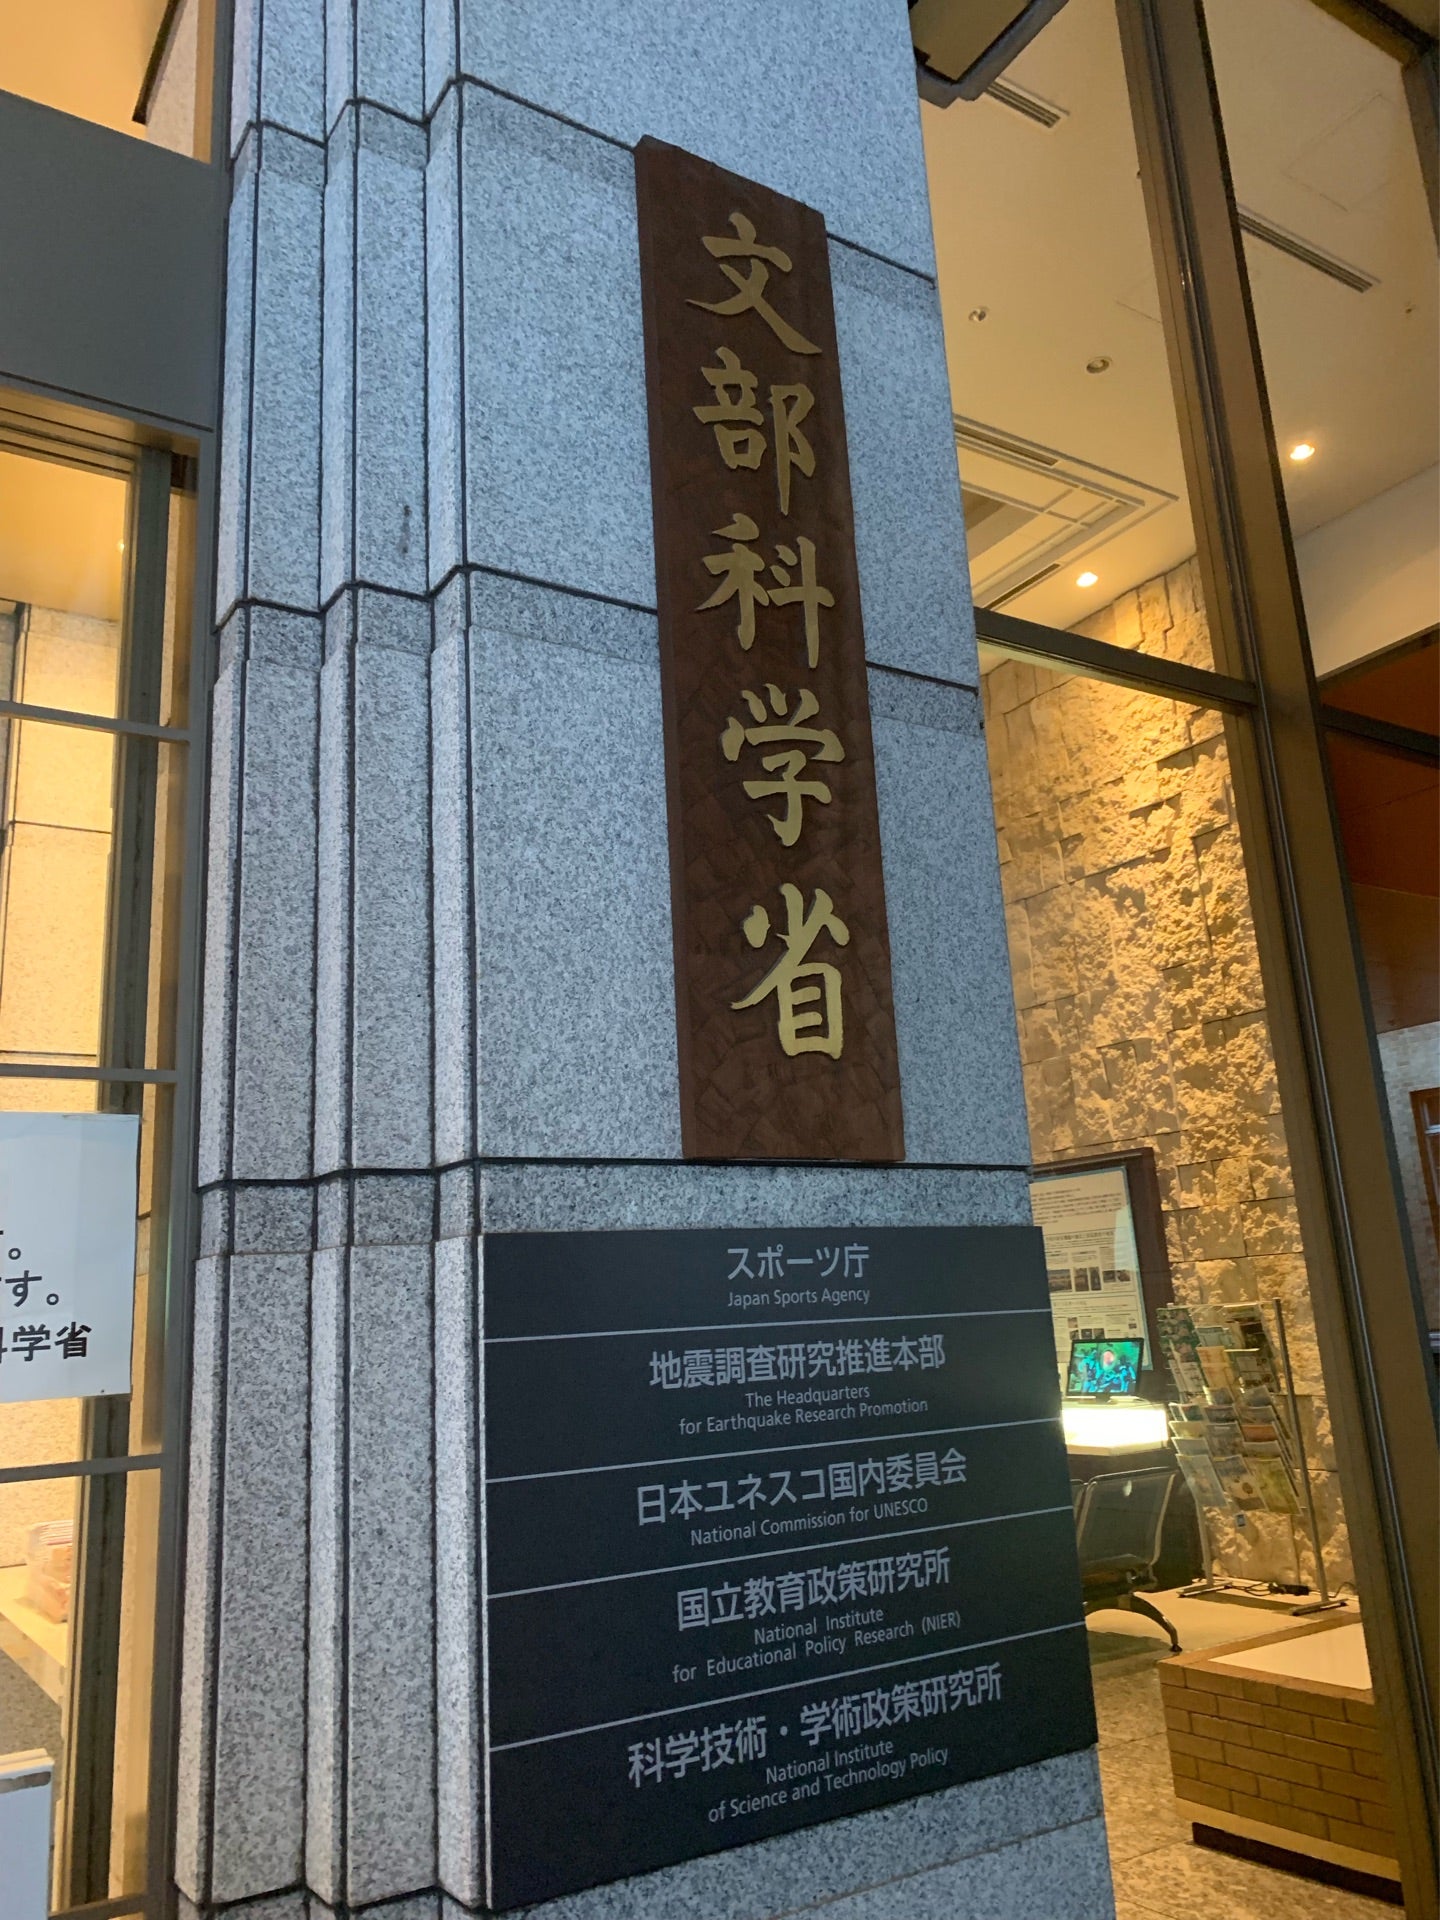 文部科学省
スポーツ庁
Japan Sports Agency
地震調査研究推進本部
The Headquarters
for Earthquake Research Promotion
日本ユネスコ国内委員会
National Commission for UNESCO
国立教育政策研究所
National Institute
for Educational Policy Research (NIER)
科学技術・学術政策研究所
National Institute
of Science and Technology Policy
。
す。
学省